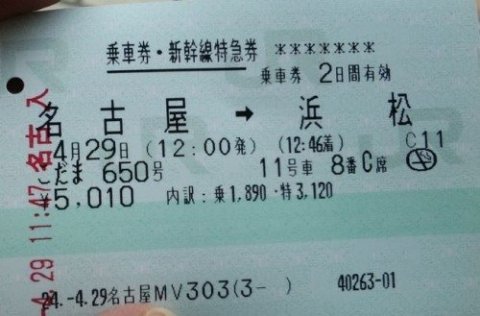 乗車券・新幹線特急券 *******
乗車券 2日間有効
名古屋 → 浜松
4月29日 (12:00発) (12:46着) C11
こだま 650号 11号車 8番C席
¥5,010 内訳:乗1,890・特3,120
24.-4.29名古屋MV303(3- ) 40263-01
-4.29 11:47 名古 入